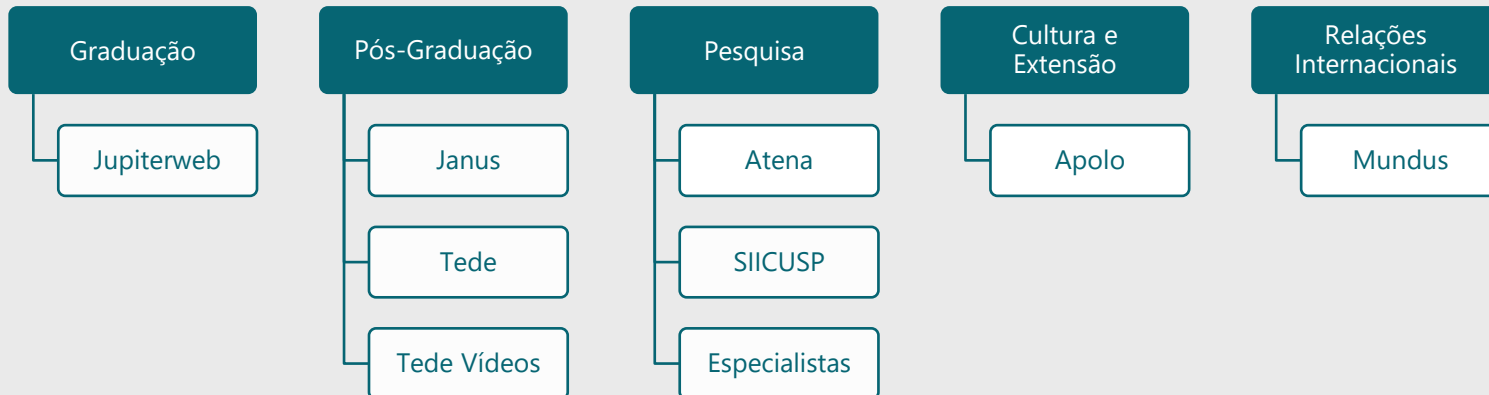 Graduação
Jupiterweb
Pós-Graduação
Janus
Tede
Tede Vídeos
Pesquisa
Atena
SIICUSP
Especialistas
Cultura e
Extensão
Apolo
Relações
Internacionais
Mundus